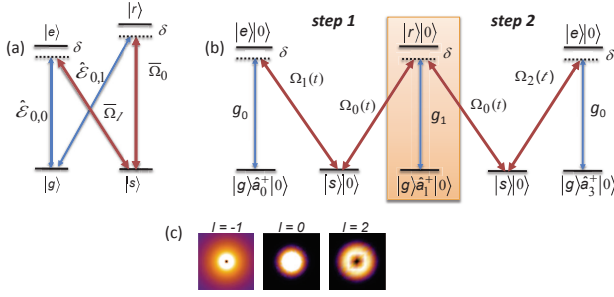 (a)
|e⟩
|r⟩
δ
δ
Ê₀,₀
Ê₀,₁
Ω̄₀
Ω̄ℓ
|g⟩
|s⟩
(b)
step 1
step 2
|e⟩|0⟩
|r⟩|0⟩
|e⟩|0⟩
δ
δ
δ
Ω₁(t)
Ω₀(t)
Ω₀(t)
Ω₂(t)
g₀
g₁
g₀
|g⟩â₀⁺|0⟩
|s⟩|0⟩
|g⟩â₁⁺|0⟩
|s⟩|0⟩
|g⟩â₃⁺|0⟩
(c)
l = -1
l = 0
l = 2